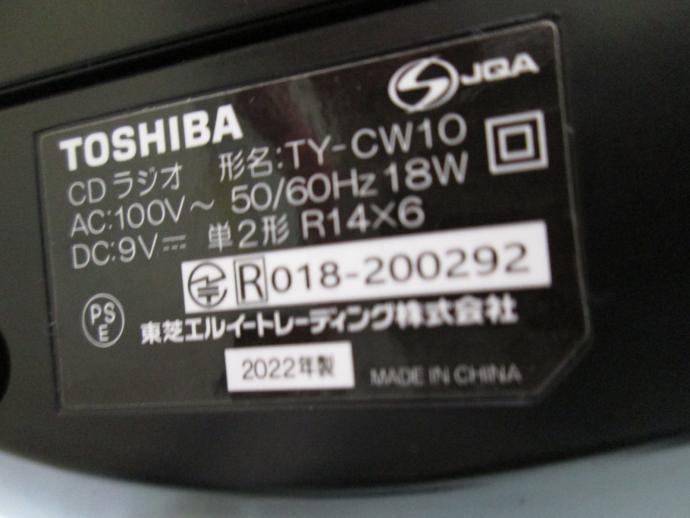 JQA
TOSHIBA
CDラジオ 形名:TY-CW10
AC:100V～ 50/60Hz 18W
DC:9V⎓ 単2形 R14×6
R 018-200292
PSE
東芝エルイートレーディング株式会社
2022年製 MADE IN CHINA